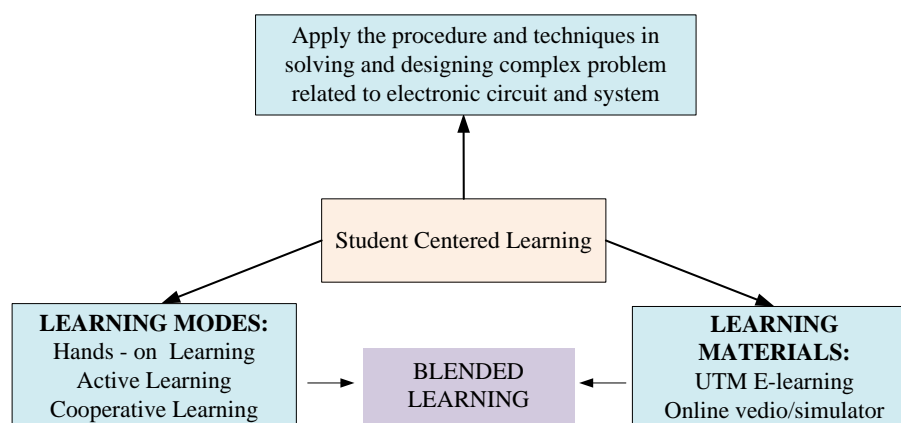 Apply the procedure and techniques in
solving and designing complex problem
related to electronic circuit and system
Student Centered Learning
LEARNING MODES:
Hands - on Learning
Active Learning
Cooperative Learning
BLENDED
LEARNING
LEARNING
MATERIALS:
UTM E-learning
Online vedio/simulator